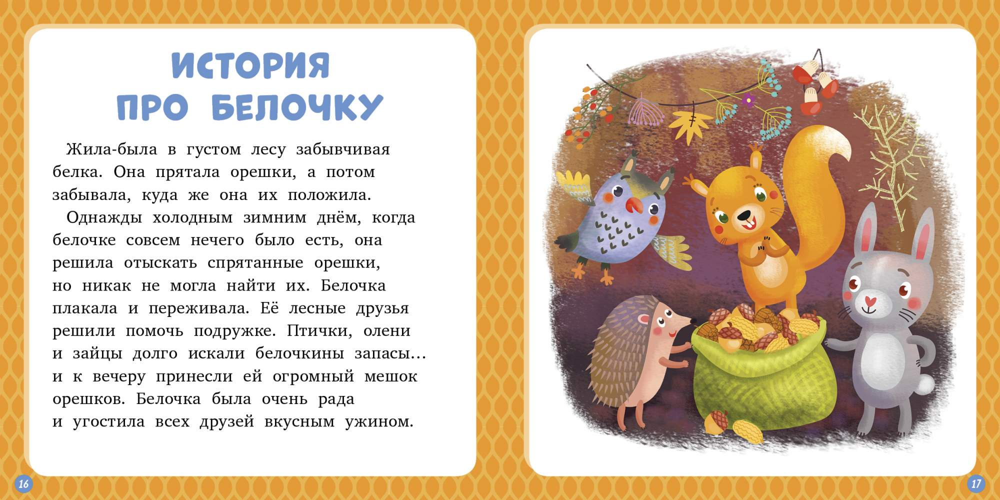 ИСТОРИЯ
ПРО БЕЛОЧКУ
Жила-была в густом лесу забывчивая
белка. Она прятала орешки, а потом
забывала, куда же она их положила.
Однажды холодным зимним днём, когда
белочке совсем нечего было есть, она
решила отыскать спрятанные орешки,
но никак не могла найти их. Белочка
плакала и переживала. Её лесные друзья
решили помочь подружке. Птички, олени
и зайцы долго искали белочкины запасы…
и к вечеру принесли ей огромный мешок
орешков. Белочка была очень рада
и угостила всех друзей вкусным ужином.
16
17